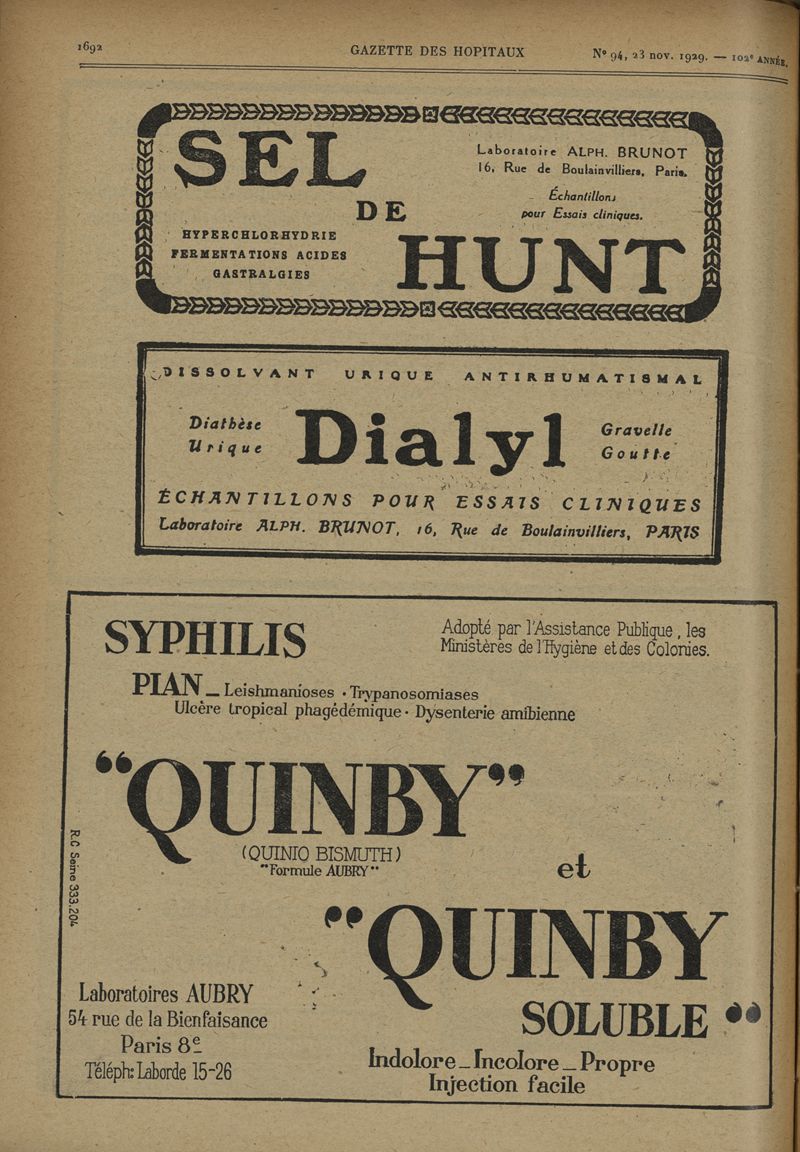 1692
GAZETTE DES HOPITAUX
Nº 94, 23 nov. 1929. — 102e ANNÉE.
SEL
DE
HUNT
Laboratoire ALPH. BRUNOT
16, Rue de Boulainvilliers, Paris.
Échantillons
pour Essais cliniques.
HYPERCHLORHYDRIE
FERMENTATIONS ACIDES
GASTRALGIES
DISSOLVANT URIQUE ANTIRHUMATISMAL
Diathèse
Urique
Dialyl
Gravelle
Goutte
ÉCHANTILLONS POUR ESSAIS CLINIQUES
Laboratoire ALPH. BRUNOT, 16, Rue de Boulainvilliers, PARIS
SYPHILIS
Adopté par l'Assistance Publique, les
Ministères de l'Hygiène et des Colonies.
PIAN — Leishmanioses • Trypanosomiases
Ulcère tropical phagédémique • Dysenterie amibienne
“QUINBY”
(QUINIO BISMUTH)
"Formule AUBRY"
et
"QUINBY
SOLUBLE "
R.C Seine 333.204
Laboratoires AUBRY
54 rue de la Bienfaisance
Paris 8e
Téléph: Laborde 15-26
Indolore — Incolore — Propre
Injection facile